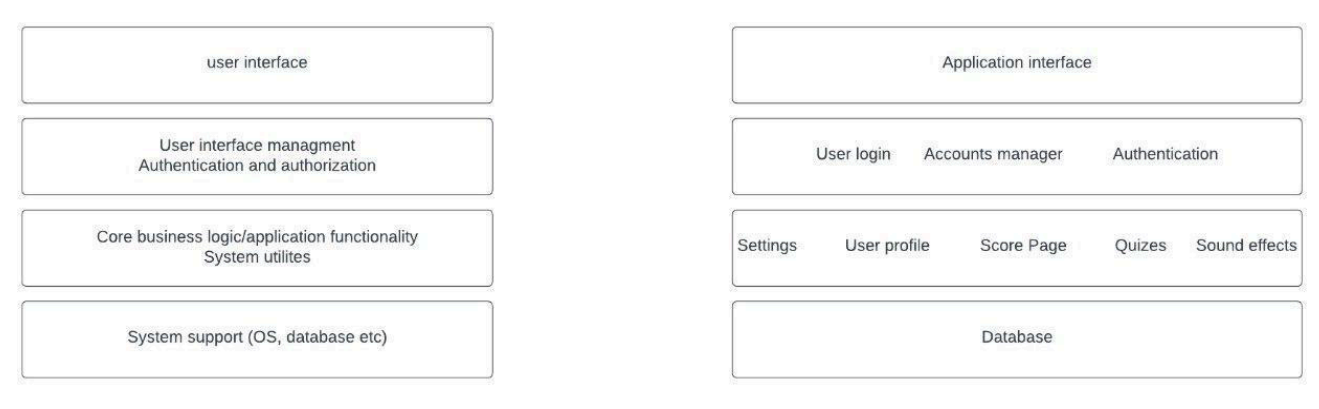 user interface
User interface managment
Authentication and authorization
Core business logic/application functionality
System utilites
System support (OS, database etc)
Application interface
User login Accounts manager Authentication
Settings User profile Score Page Quizes Sound effects
Database